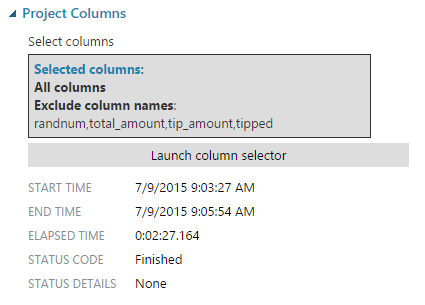 Project Columns
Select columns
Selected columns:
All columns
Exclude column names:
randnum,total_amount,tip_amount,tipped
Launch column selector
START TIME 7/9/2015 9:03:27 AM
END TIME 7/9/2015 9:05:54 AM
ELAPSED TIME 0:02:27.164
STATUS CODE Finished
STATUS DETAILS None